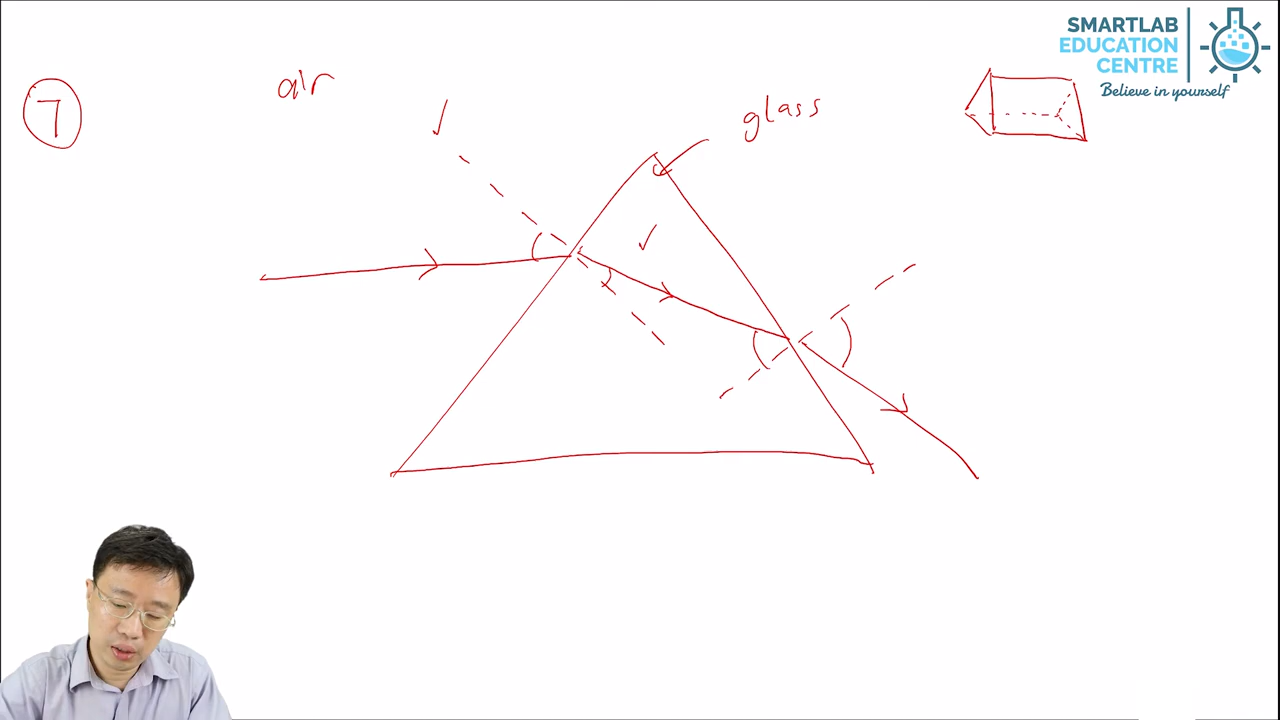 SMARTLAB
EDUCATION
CENTRE
Believe in yourself
7
air
glass